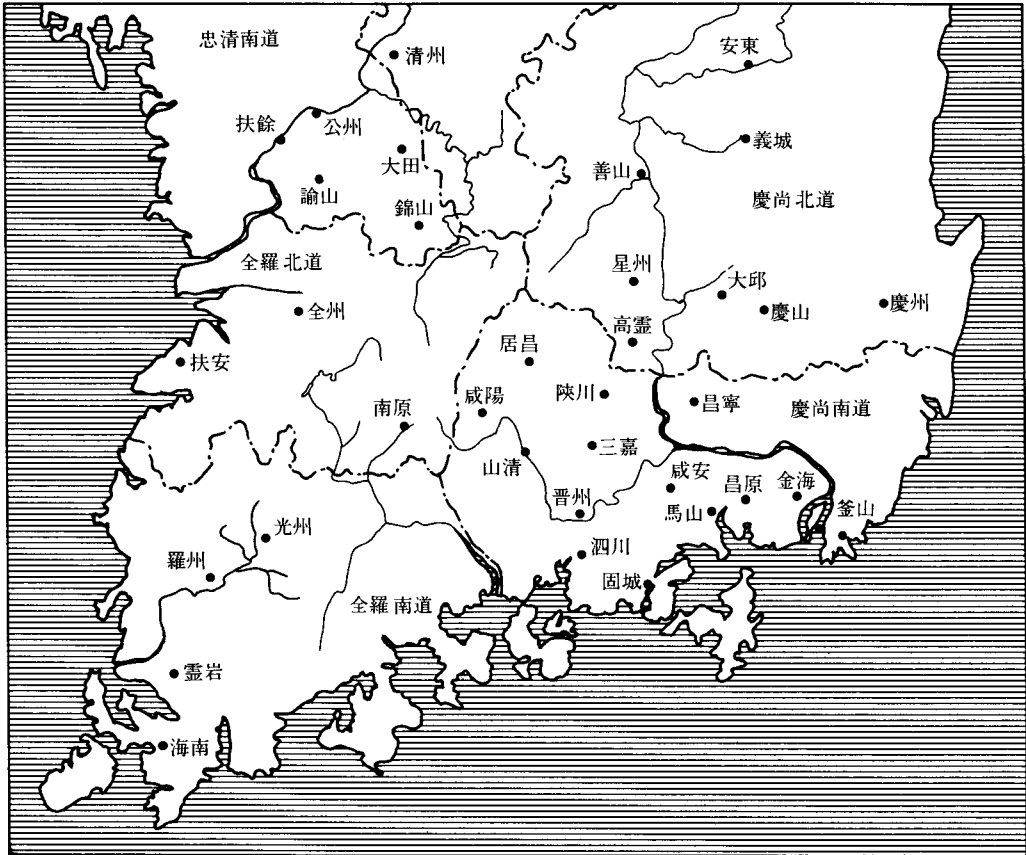 忠清南道
清州
安東
扶餘
公州
大田
義城
善山
諭山
錦山
慶尚北道
全羅北道
星州
大邱
全州
慶山
慶州
高霊
居昌
扶安
陜川
咸陽
昌寧
慶尚南道
南原
三嘉
山清
咸安
昌原
金海
晋州
馬山
釜山
光州
泗川
羅州
固城
全羅南道
霊岩
海南